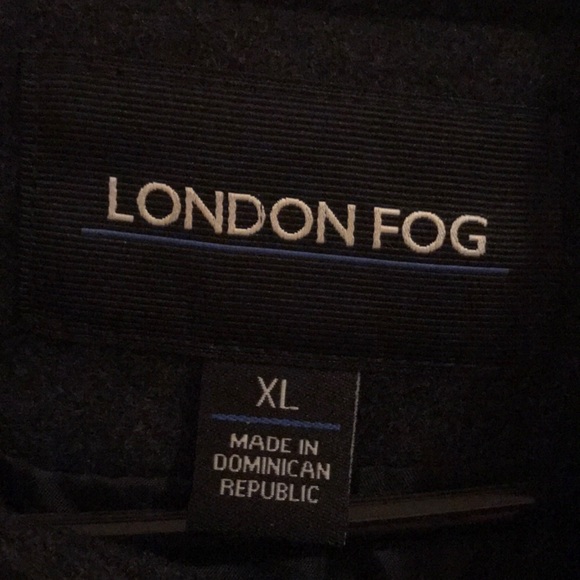 LONDON FOG
XL
MADE IN
DOMINICAN
REPUBLIC